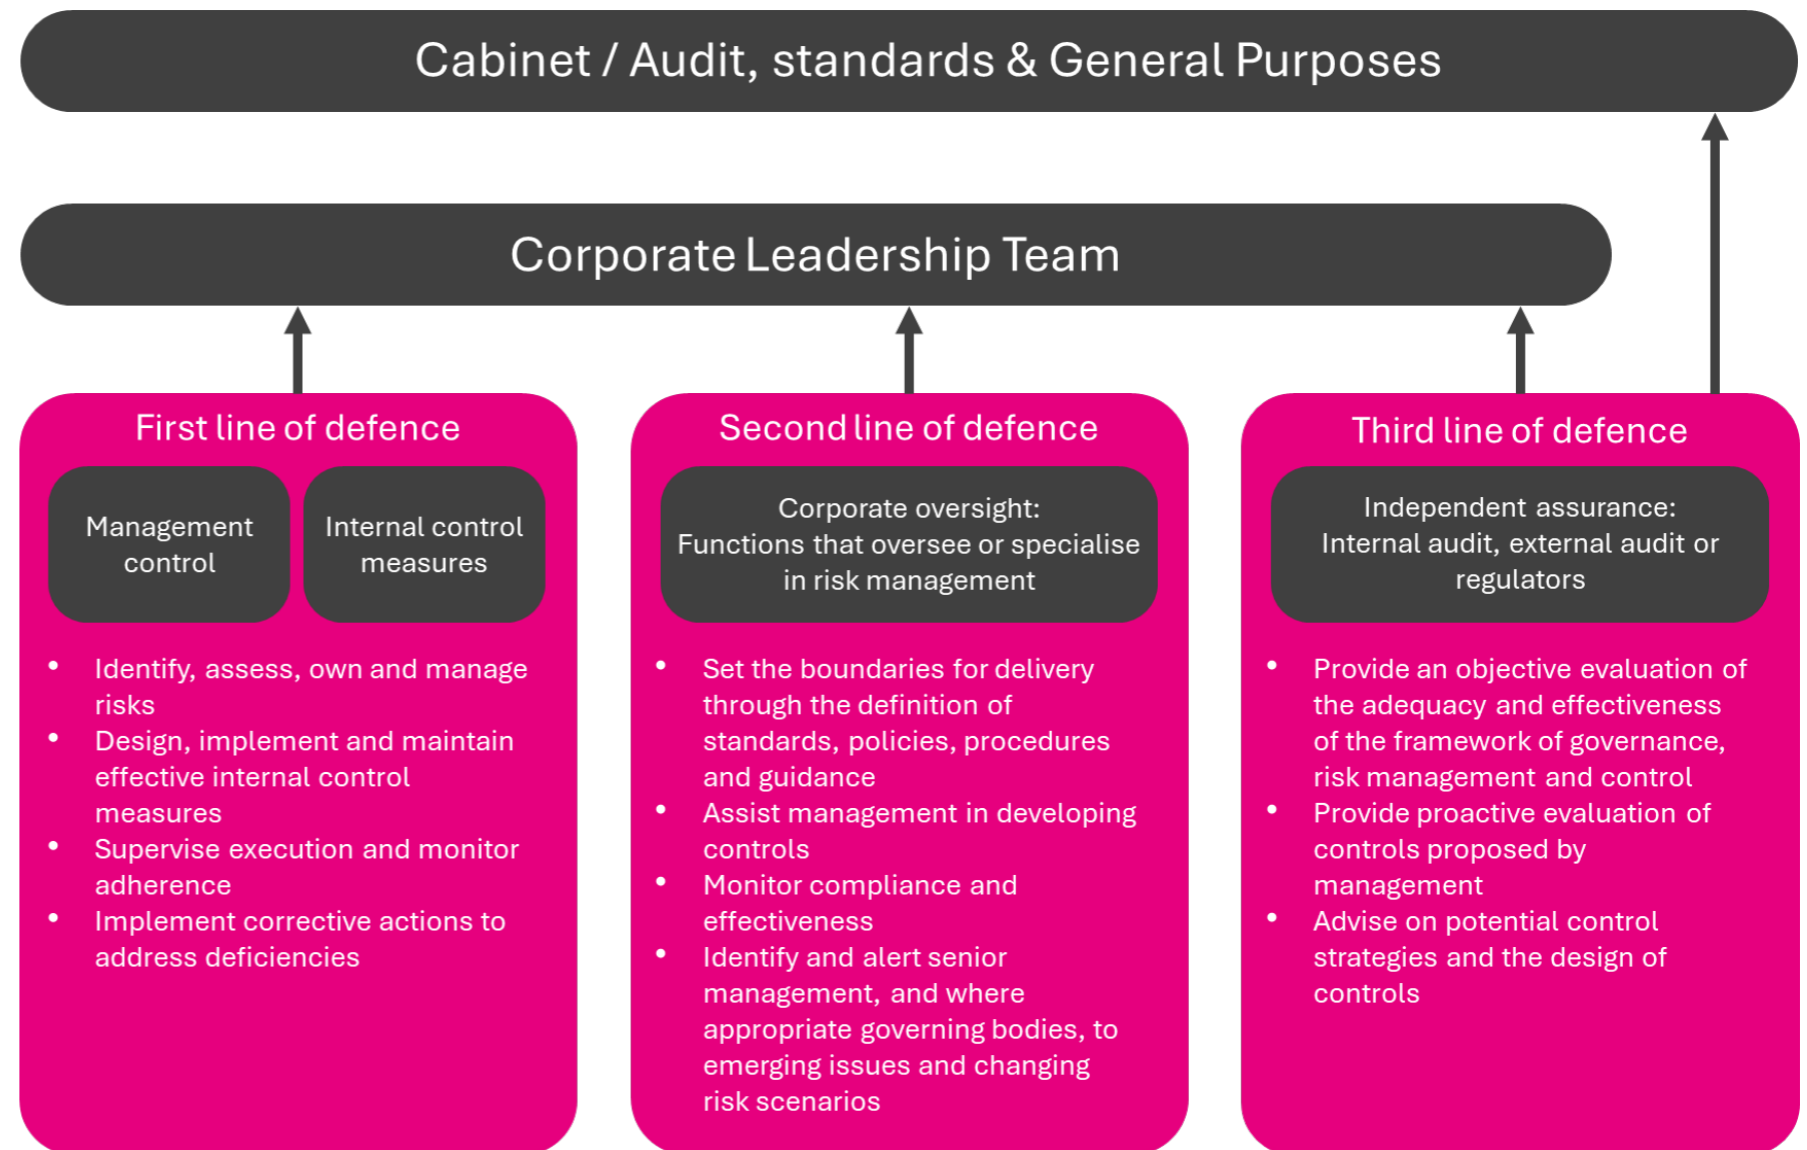 Cabinet / Audit, standards & General Purposes
Corporate Leadership Team
First line of defence
Management
control
Internal control
measures
• Identify, assess, own and manage
risks
• Design, implement and maintain
effective internal control
measures
• Supervise execution and monitor
adherence
• Implement corrective actions to
address deficiencies
Second line of defence
Corporate oversight:
Functions that oversee or specialise
in risk management
• Set the boundaries for delivery
through the definition of
standards, policies, procedures
and guidance
• Assist management in developing
controls
• Monitor compliance and
effectiveness
• Identify and alert senior
management, and where
appropriate governing bodies, to
emerging issues and changing
risk scenarios
Third line of defence
Independent assurance:
Internal audit, external audit or
regulators
• Provide an objective evaluation of
the adequacy and effectiveness
of the framework of governance,
risk management and control
• Provide proactive evaluation of
controls proposed by
management
• Advise on potential control
strategies and the design of
controls